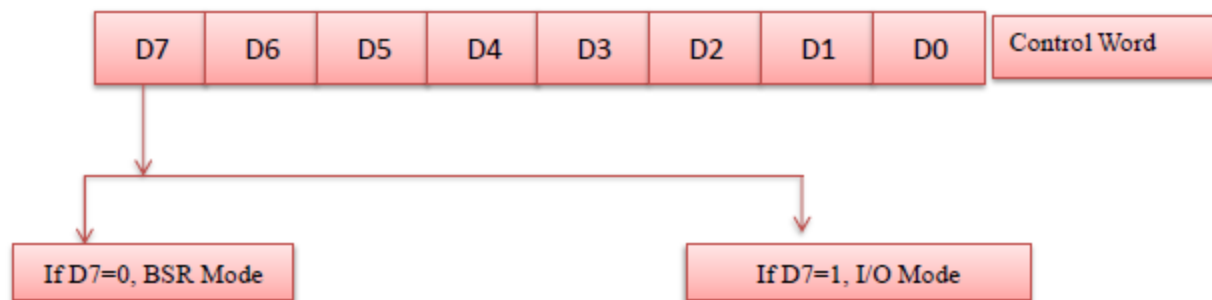 D7 D6 D5 D4 D3 D2 D1 D0 Control Word
If D7=0, BSR Mode If D7=1, I/O Mode